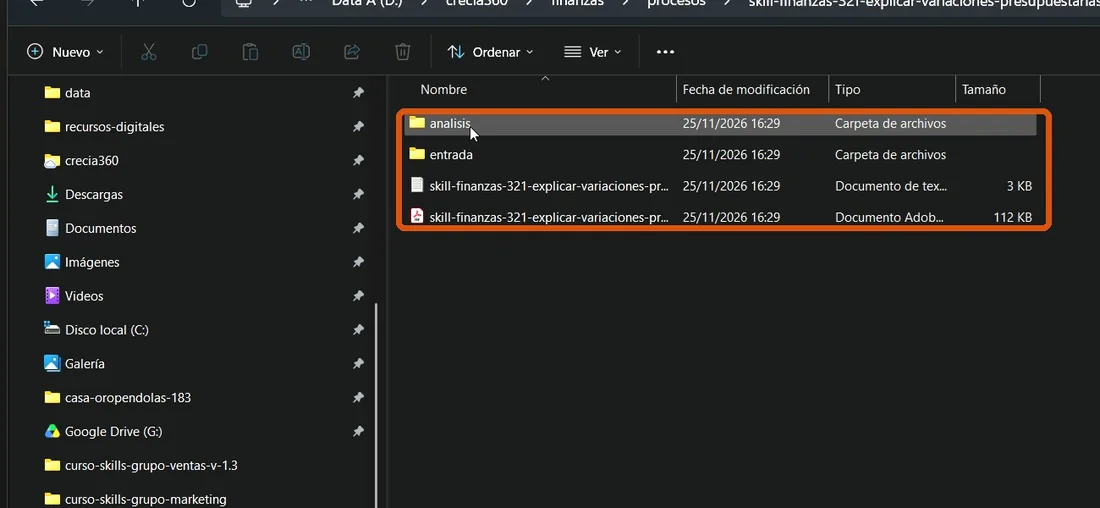 Data A (D:) > crecia360 > finanzas > procesos > skill-finanzas-321-explicar-variaciones-presupuestarias
Nuevo Ordenar Ver
Nombre Fecha de modificación Tipo Tamaño
analisis 25/11/2026 16:29 Carpeta de archivos
entrada 25/11/2026 16:29 Carpeta de archivos
skill-finanzas-321-explicar-variaciones-pr... 25/11/2026 16:29 Documento de tex... 3 KB
skill-finanzas-321-explicar-variaciones-pr... 25/11/2026 16:29 Documento Adob... 112 KB
data
recursos-digitales
crecia360
Descargas
Documentos
Imágenes
Videos
Disco local (C:)
Galería
casa-oropendolas-183
Google Drive (G:)
curso-skills-grupo-ventas-v-1.3
curso-skills-grupo-marketing